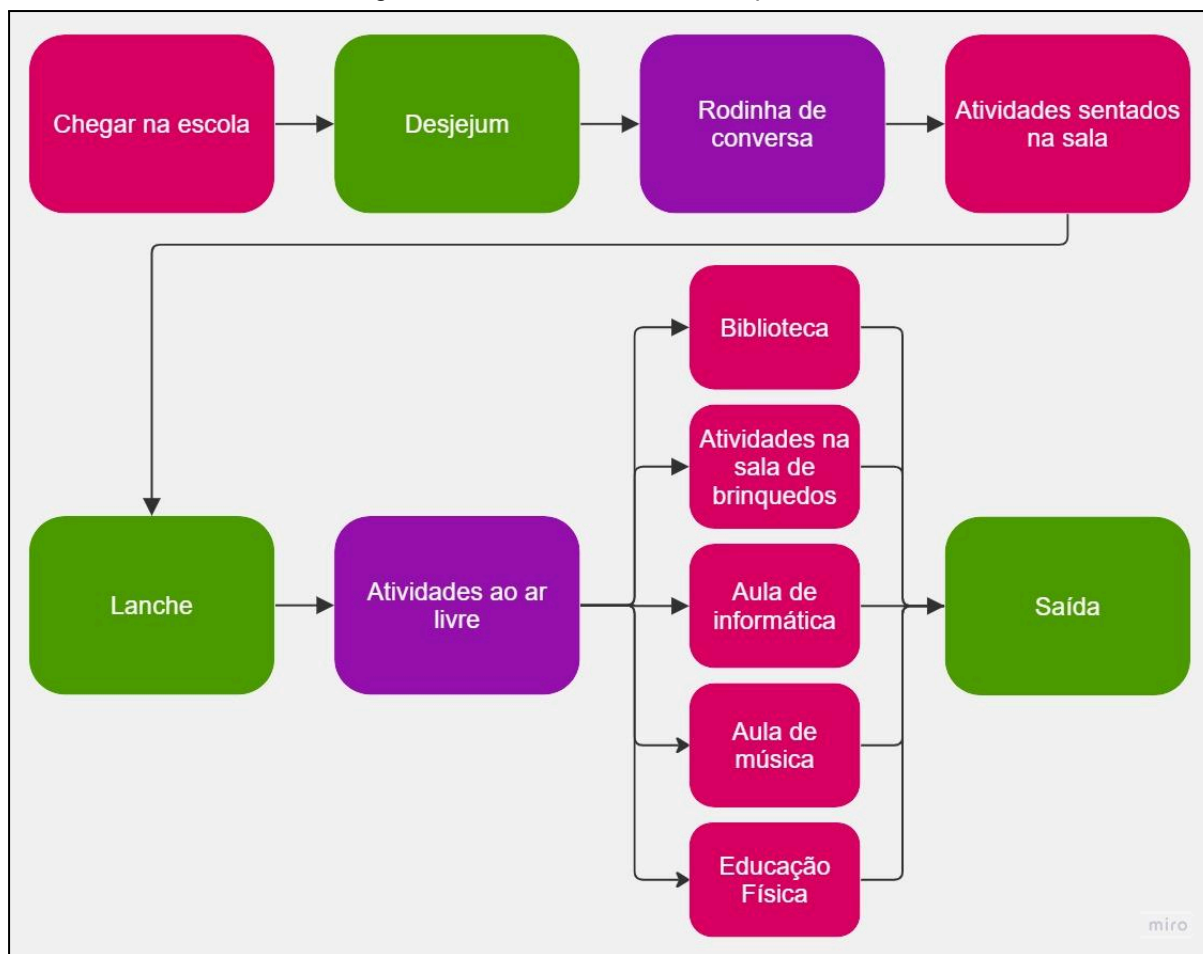 Chegar na escola
Desjejum
Rodinha de
conversa
Atividades sentados
na sala
Biblioteca
Atividades na
sala de
brinquedos
Lanche
Atividades ao ar
livre
Aula de
informática
Saída
Aula de
música
Educação
Física
miro